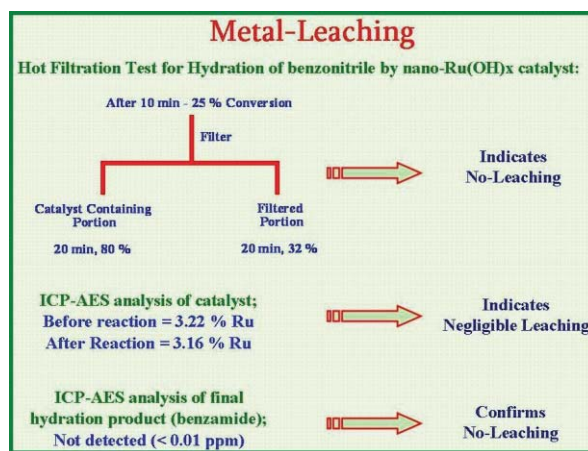 Metal-Leaching
Hot Filtration Test for Hydration of benzonitrile by nano-Ru(OH)x catalyst:
After 10 min - 25 % Conversion
Filter
Catalyst Containing
Portion
20 min, 80 %
Filtered
Portion
20 min, 32 %
Indicates
No-Leaching
ICP-AES analysis of catalyst;
Before reaction = 3.22 % Ru
After Reaction = 3.16 % Ru
Indicates
Negligible Leaching
ICP-AES analysis of final
hydration product (benzamide);
Not detected (< 0.01 ppm)
Confirms
No-Leaching